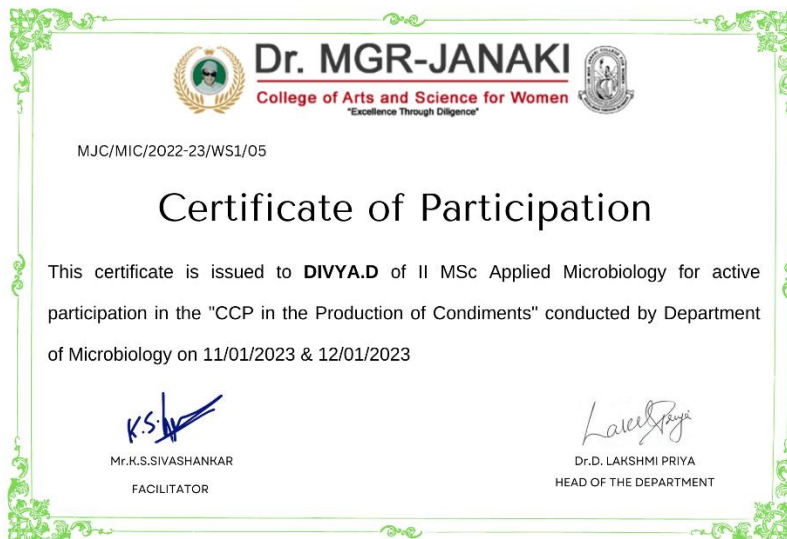 Dr. MGR-JANAKI
College of Arts and Science for Women
"Excellence Through Diligence"
MJC/MIC/2022-23/WS1/05
Certificate of Participation
This certificate is issued to DIVYA.D of II MSc Applied Microbiology for active
participation in the "CCP in the Production of Condiments" conducted by Department
of Microbiology on 11/01/2023 & 12/01/2023
K.S.
Mr.K.S.SIVASHANKAR
FACILITATOR
Dr.D. LAKSHMI PRIYA
HEAD OF THE DEPARTMENT